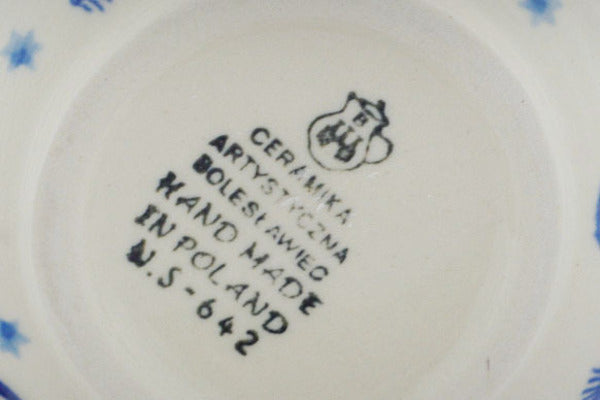 B
CERAMIKA
ARTYSTYCZNA
BOLESŁAWIEC
HAND MADE
IN POLAND
W.S-642